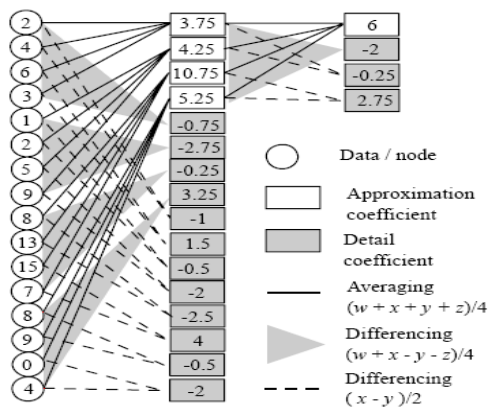 2 3.75 6
4 4.25 -2
6 10.75 -0.25
3 5.25 2.75
1 -0.75
2 -2.75
5 -0.25
9 3.25
8 -1
13 1.5
15 -0.5
7 -2
8 -2.5
9 4
0 -0.5
4 -2
Data / node
Approximation
coefficient
Detail
coefficient
Averaging
(w + x + y + z)/4
Differencing
(w + x - y - z)/4
Differencing
( x - y )/2